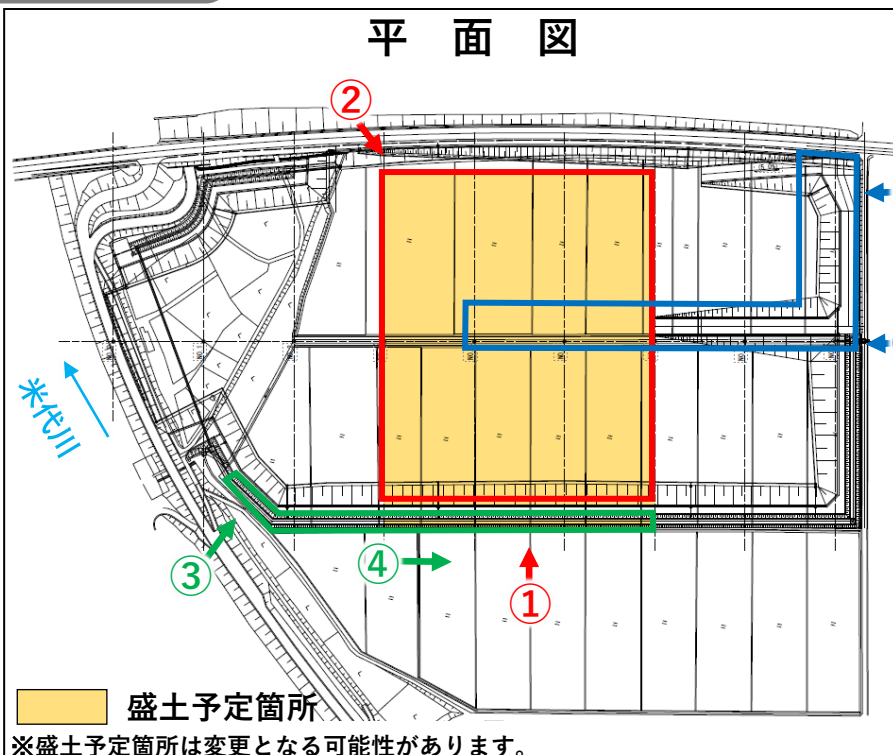 平 面 図
②
米代川
③
④
①
盛土予定箇所
※盛土予定箇所は変更となる可能性があります。